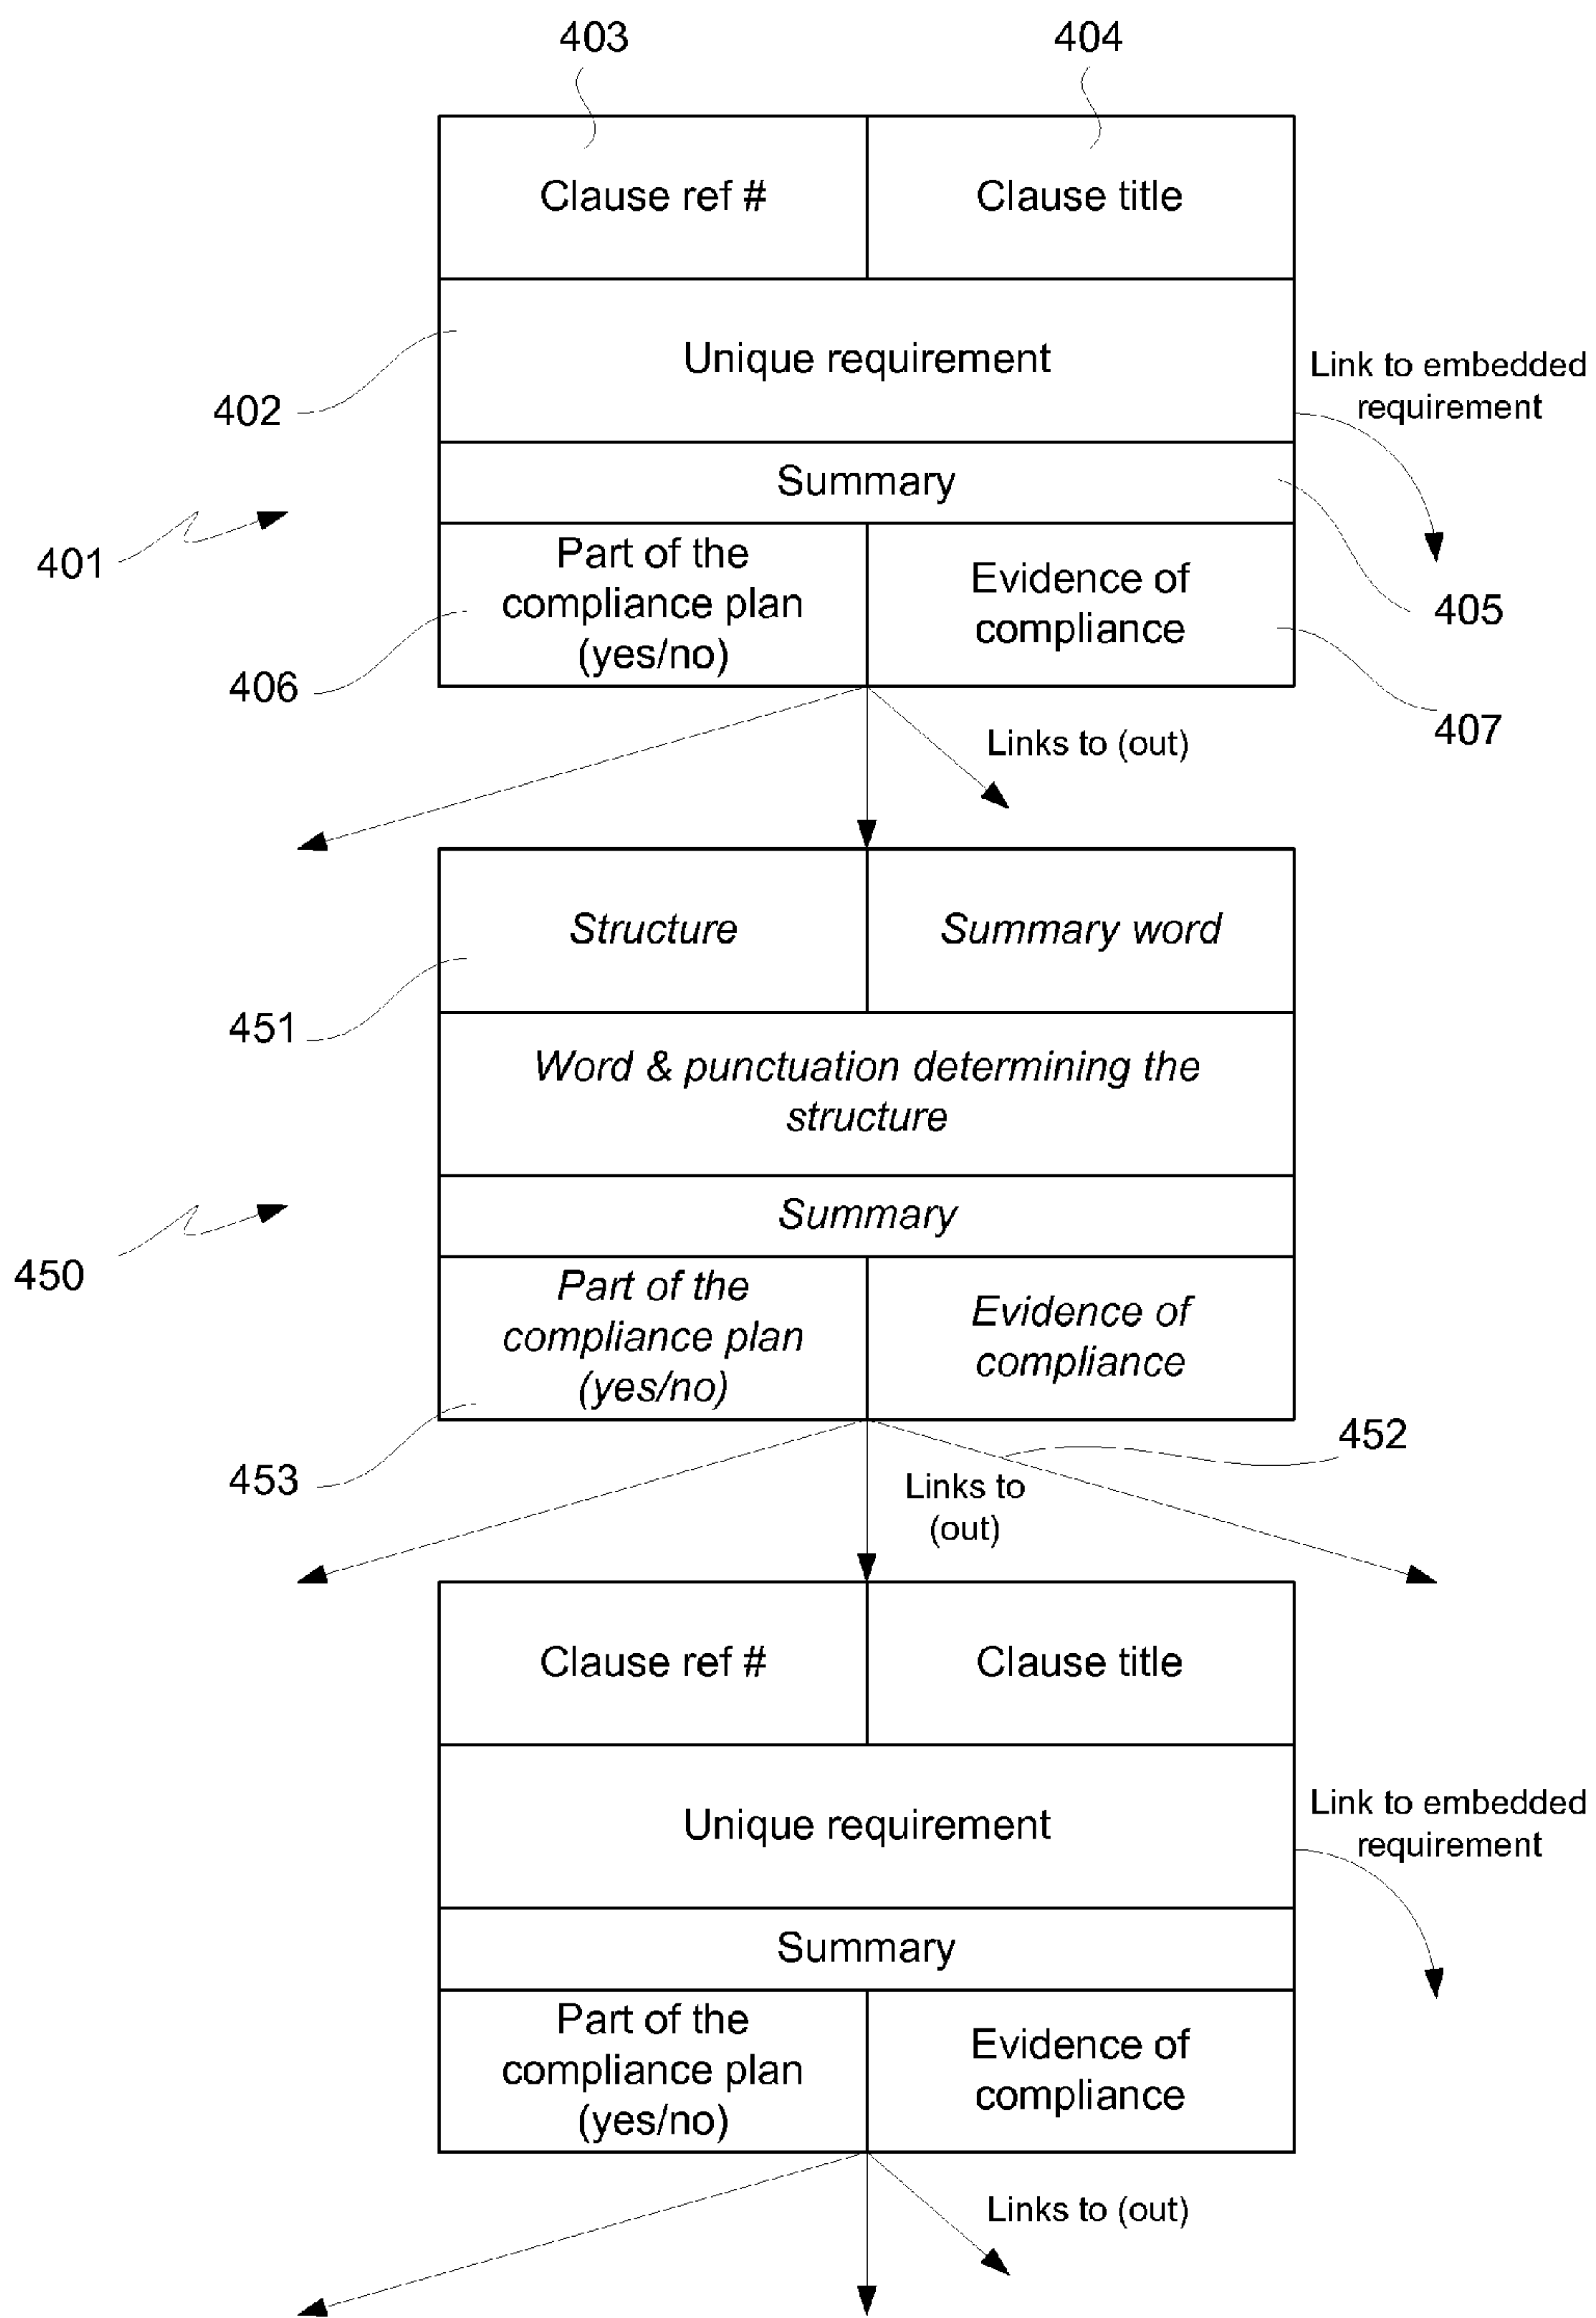 403
404
Clause ref #
Clause title
Unique requirement
Link to embedded
requirement
402
Summary
401
Part of the
compliance plan
(yes/no)
Evidence of
compliance
405
406
407
Links to (out)
Structure
Summary word
451
Word & punctuation determining the
structure
Summary
450
Part of the
compliance plan
(yes/no)
Evidence of
compliance
452
453
Links to
(out)
Clause ref #
Clause title
Unique requirement
Link to embedded
requirement
Summary
Part of the
compliance plan
(yes/no)
Evidence of
compliance
Links to (out)